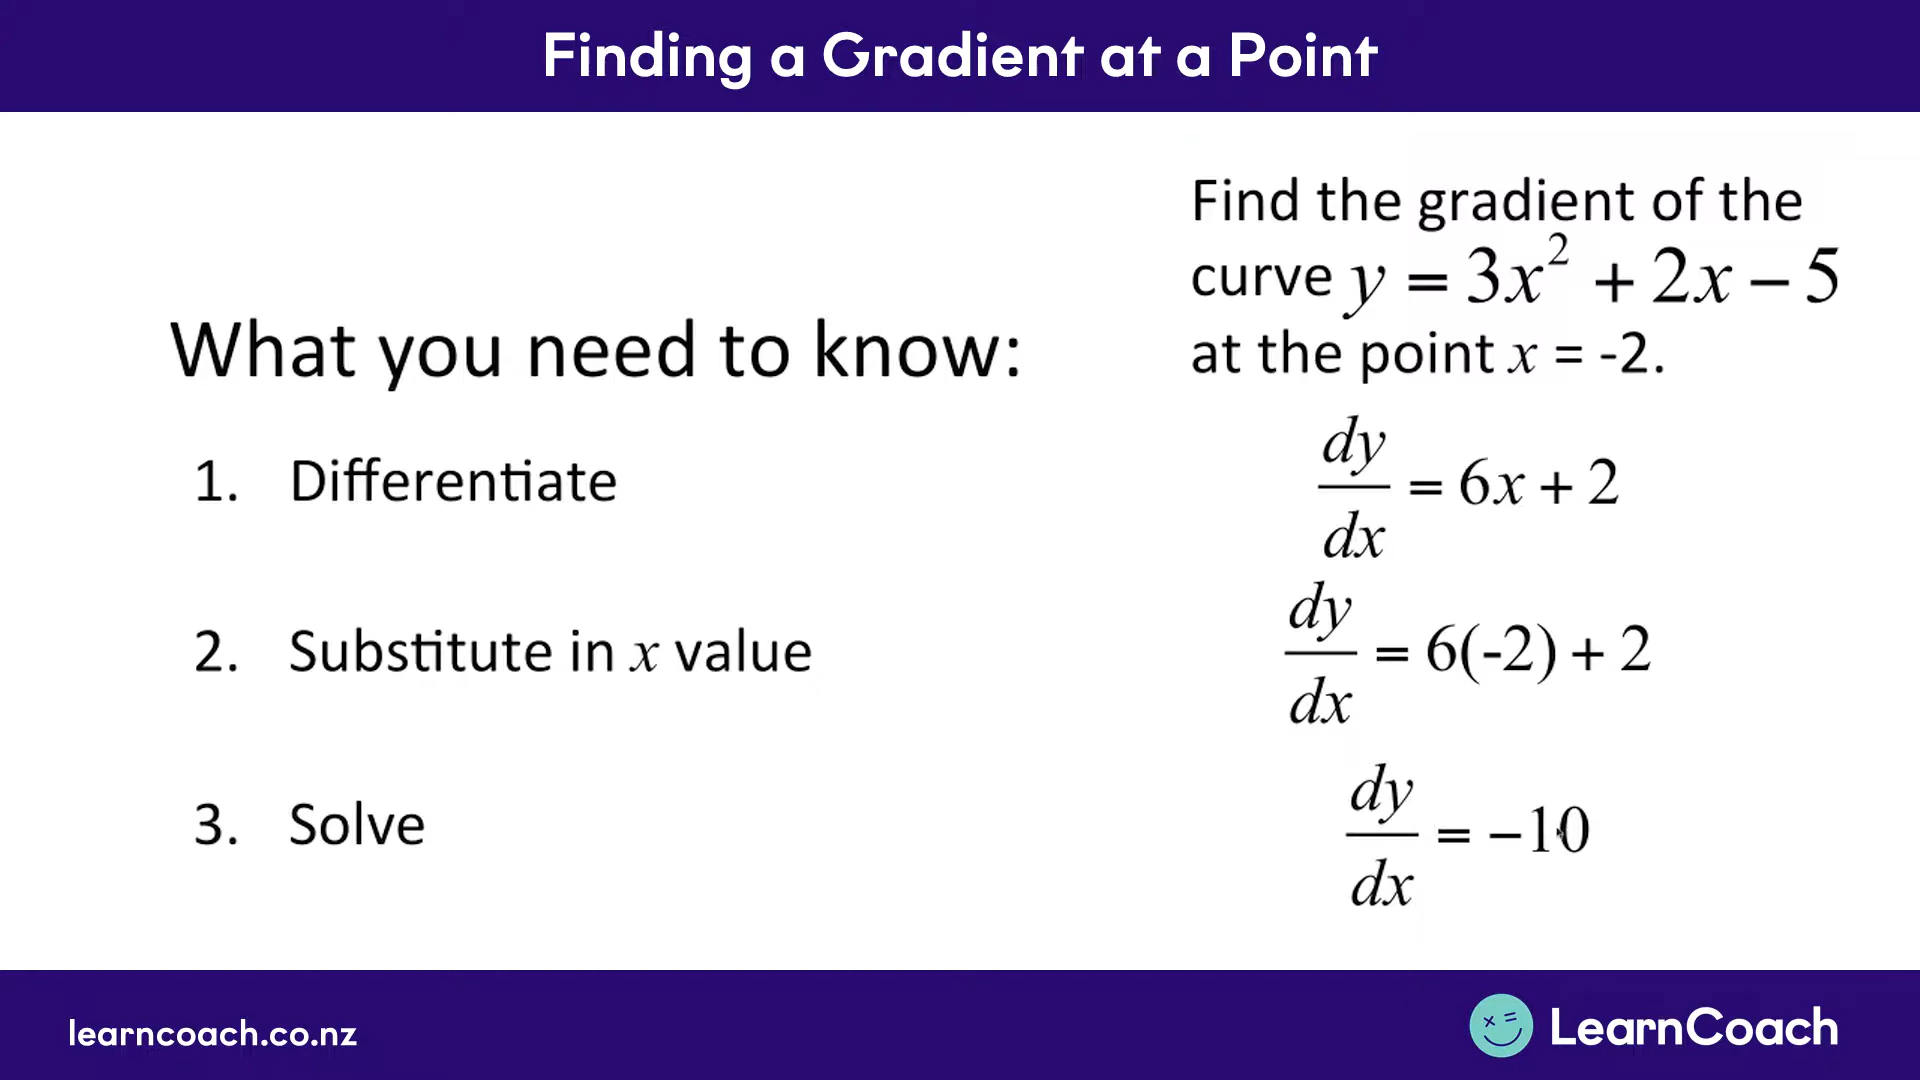 Finding a Gradient at a Point
What you need to know:
1. Differentiate
2. Substitute in x value
3. Solve
Find the gradient of the
curve y = 3x² + 2x − 5
at the point x = -2.
dy/dx = 6x + 2
dy/dx = 6(-2) + 2
dy/dx = −10
learncoach.co.nz
LearnCoach